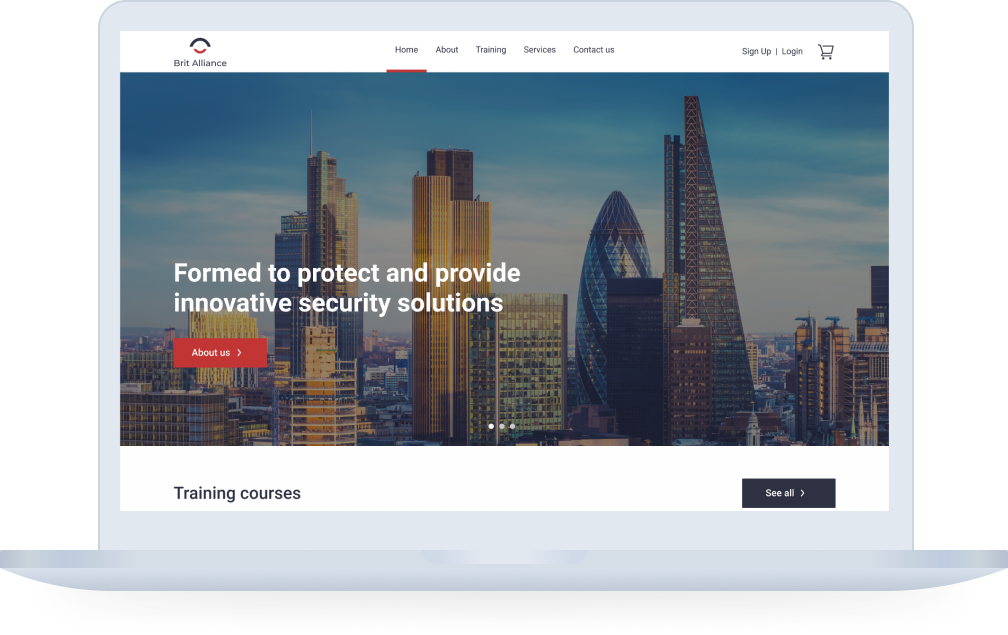 Brit Alliance
Home About Training Services Contact us
Sign Up | Login
Formed to protect and provide
innovative security solutions
About us
Training courses
See all